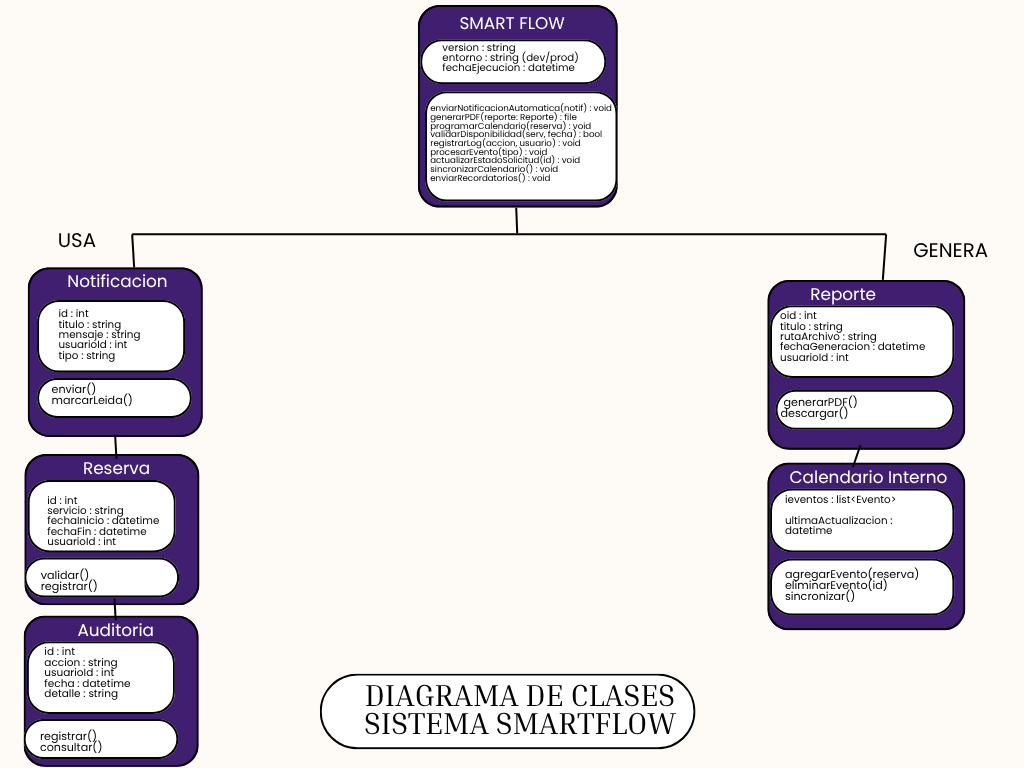 SMART FLOW
version : string
entorno : string (dev/prod)
fechaEjecucion : datetime
enviarNotificacionAutomatica(notif) : void
generarPDF(reporte: Reporte) : file
programarCalendario(reserva) : void
validarDisponibilidad(serv, fecha) : bool
registrarLog(accion, usuario) : void
procesarEvento(tipo) : void
actualizarEstadoSolicitud(id) : void
sincronizarCalendario() : void
enviarRecordatorios() : void
USA
GENERA
Notificacion
id : int
titulo : string
mensaje : string
usuarioId : int
tipo : string
enviar()
marcarLeida()
Reserva
id : int
servicio : string
fechaInicio : datetime
fechaFin : datetime
usuarioId : int
validar()
registrar()
Auditoria
id : int
accion : string
usuarioId : int
fecha : datetime
detalle : string
registrar()
consultar()
Reporte
oid : int
titulo : string
rutaArchivo : string
fechaGeneracion : datetime
usuarioId : int
generarPDF()
descargar()
Calendario Interno
ieventos : list<Evento>
ultimaActualizacion :
datetime
agregarEvento(reserva)
eliminarEvento(id)
sincronizar()
DIAGRAMA DE CLASES
SISTEMA SMARTFLOW